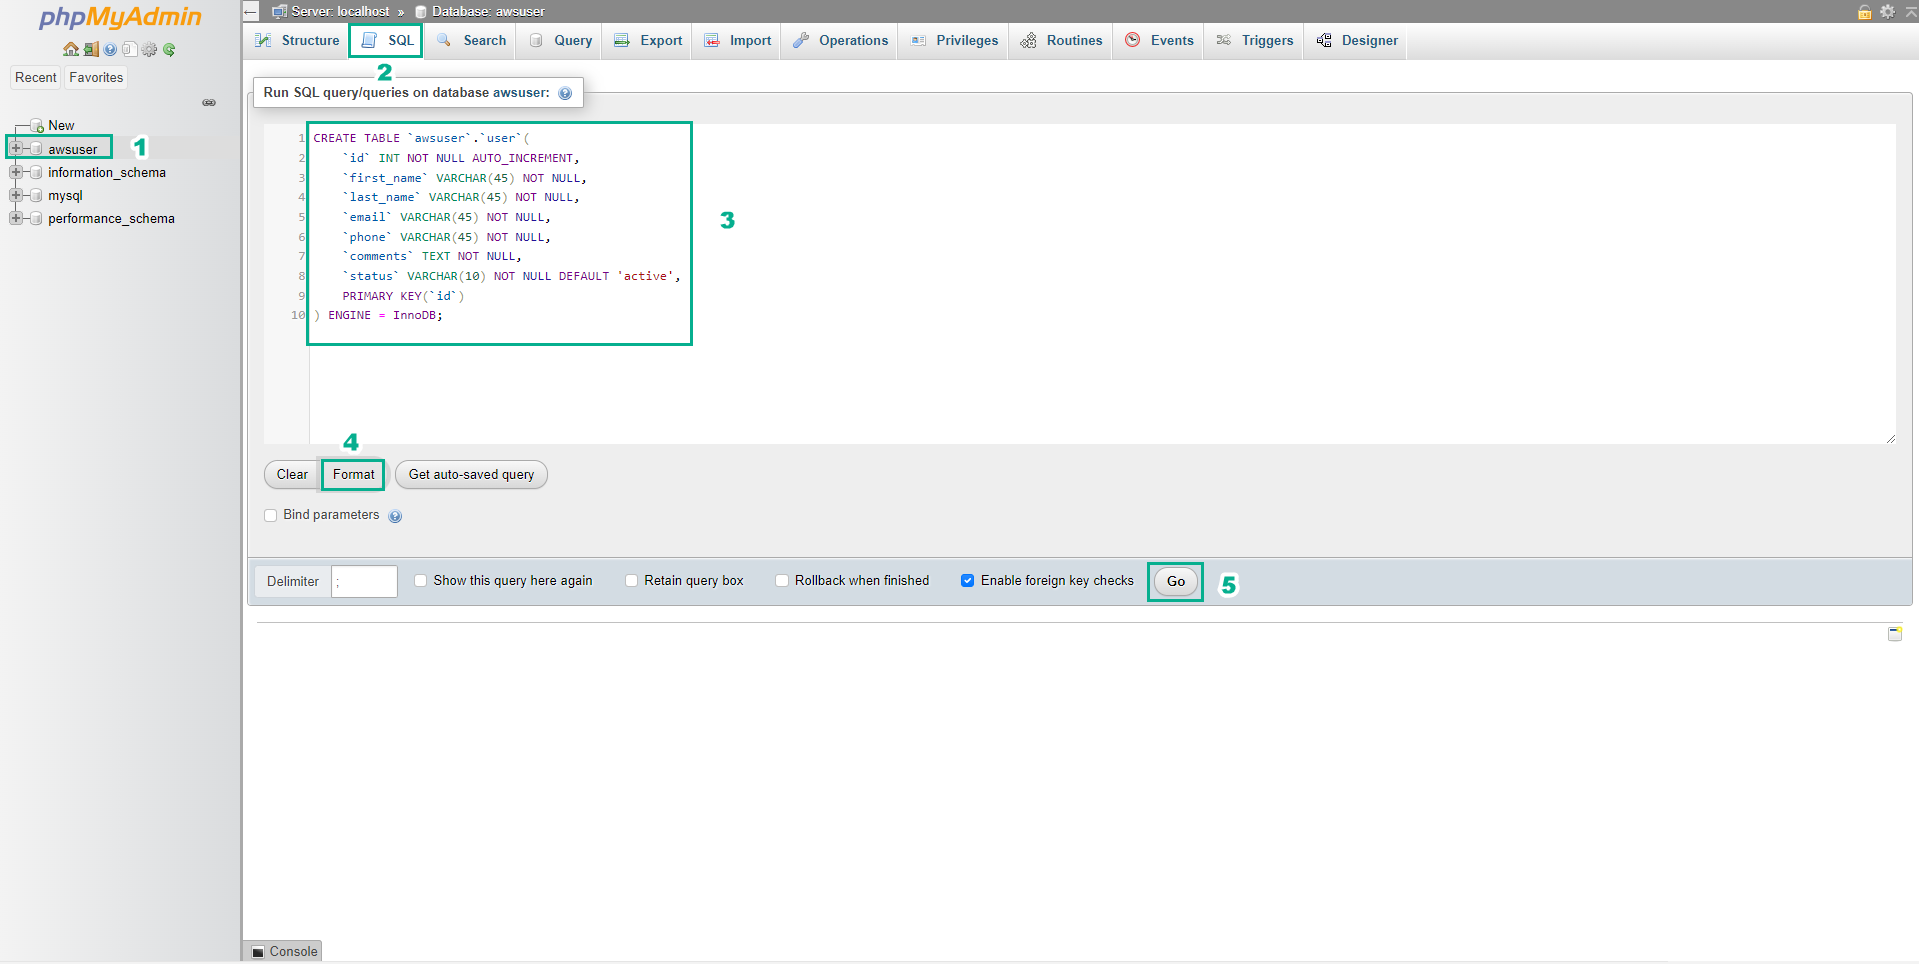 phpMyAdmin
Recent Favorites
New
awsuser 1
information_schema
mysql
performance_schema
Server: localhost » Database: awsuser
Structure SQL Search Query Export Import Operations Privileges Routines Events Triggers Designer
2
Run SQL query/queries on database awsuser:
1 CREATE TABLE `awsuser`.`user`(
2 `id` INT NOT NULL AUTO_INCREMENT,
3 `first_name` VARCHAR(45) NOT NULL,
4 `last_name` VARCHAR(45) NOT NULL,
5 `email` VARCHAR(45) NOT NULL,
6 `phone` VARCHAR(45) NOT NULL,
7 `comments` TEXT NOT NULL,
8 `status` VARCHAR(10) NOT NULL DEFAULT 'active',
9 PRIMARY KEY(`id`)
10 ) ENGINE = InnoDB;
3
4
Clear Format Get auto-saved query
Bind parameters
Delimiter ; Show this query here again Retain query box Rollback when finished Enable foreign key checks Go 5
Console